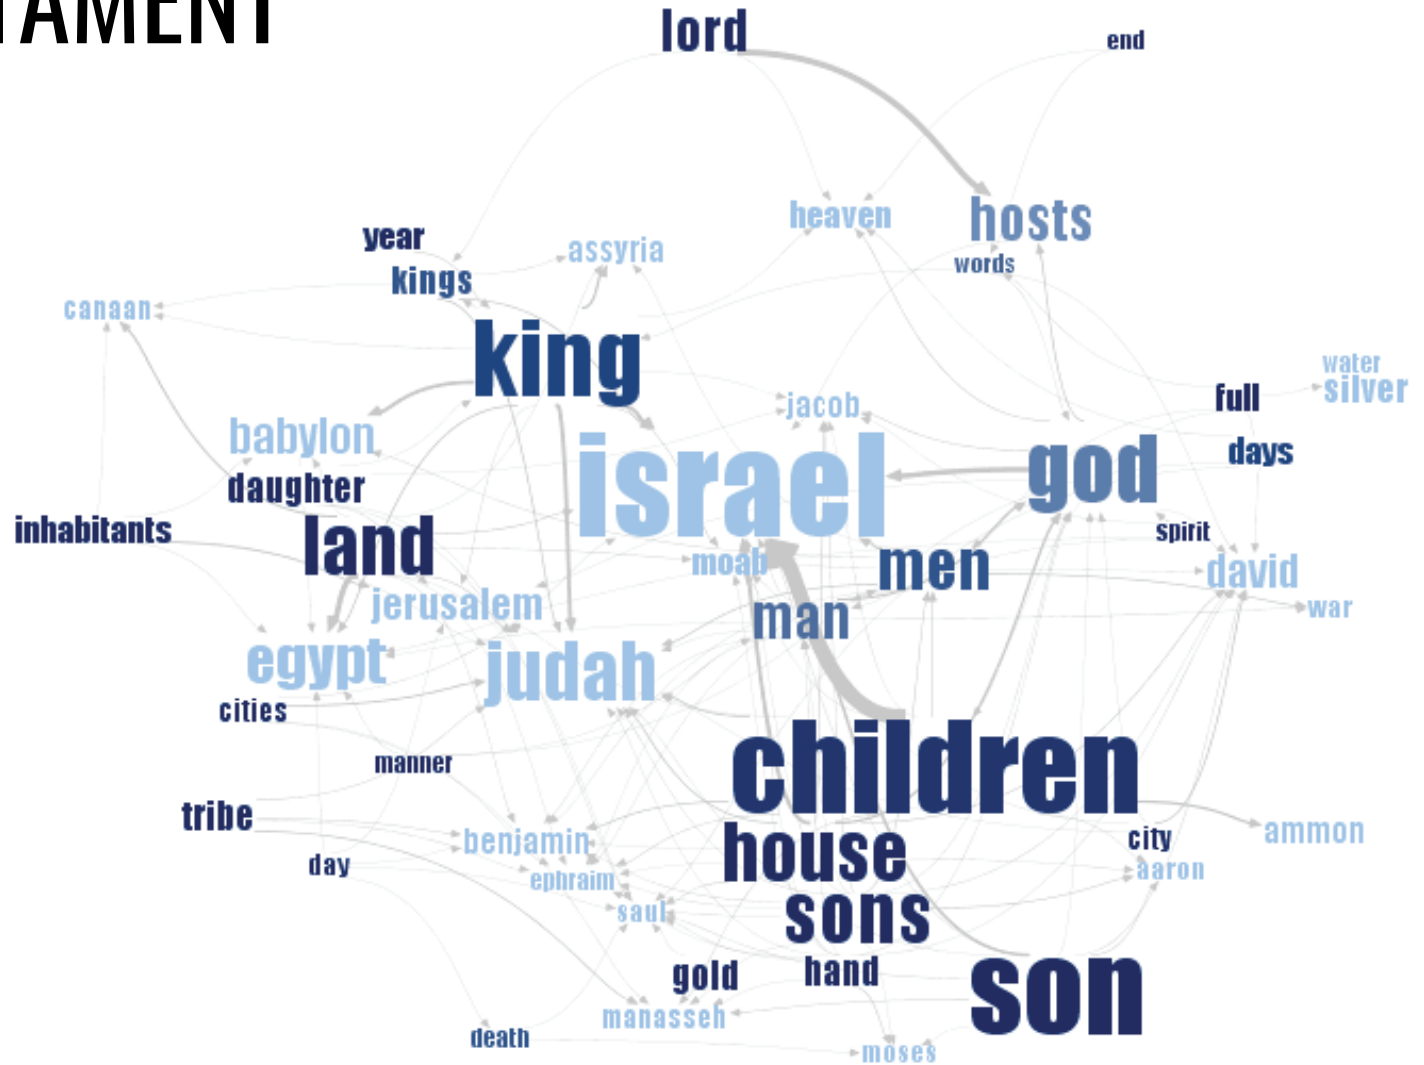 TAMENT
lord
end
heaven
hosts
words
year
kings
assyria
canaan
king
water
silver
full
jacob
babylon
israel
god
days
daughter
inhabitants
land
spirit
moab
men
david
jerusalem
man
war
egypt
judah
cities
manner
children
tribe
benjamin
house
city
ammon
day
ephraim
aaron
saul
sons
gold
hand
son
manasseh
death
moses